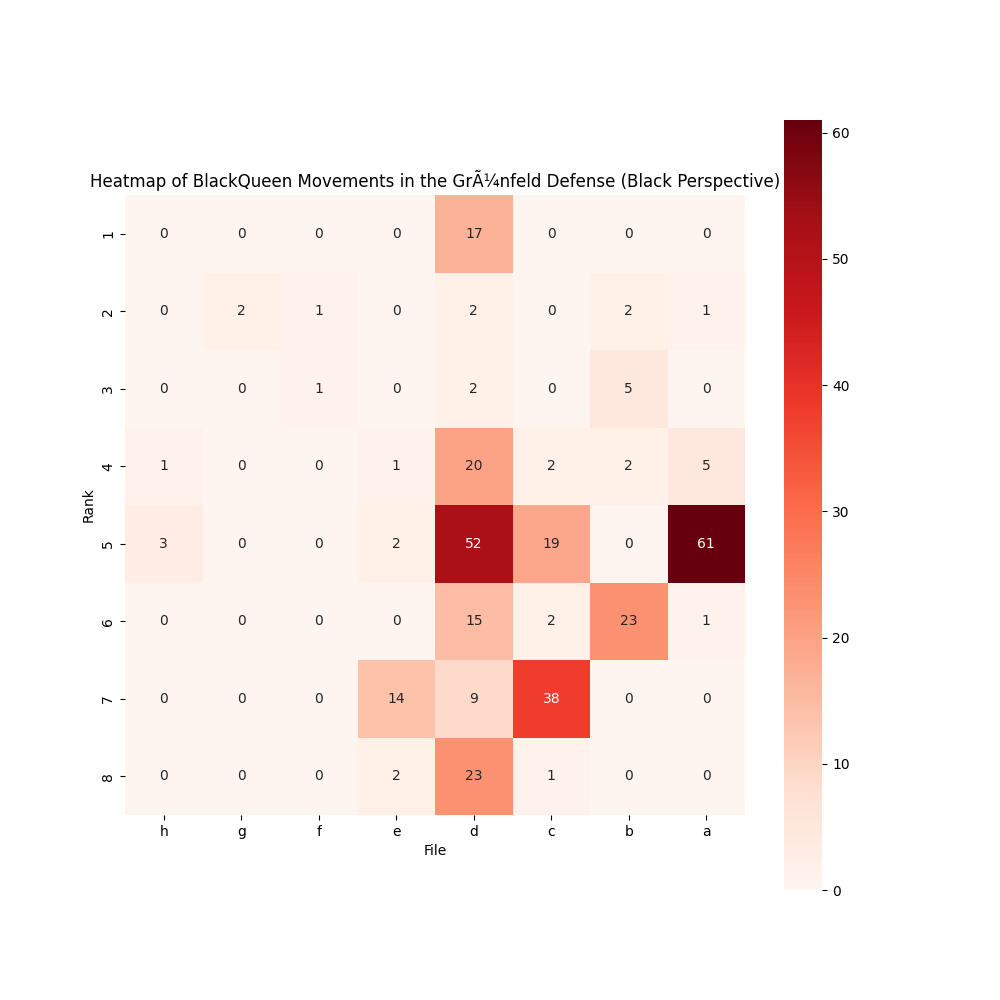 Heatmap of BlackQueen Movements in the GrÃ¼nfeld Defense (Black Perspective)
60
50
40
30
20
10
0
Rank
1 0 0 0 0 17 0 0 0
2 0 2 1 0 2 0 2 1
3 0 0 1 0 2 0 5 0
4 1 0 0 1 20 2 2 5
5 3 0 0 2 52 19 0 61
6 0 0 0 0 15 2 23 1
7 0 0 0 14 9 38 0 0
8 0 0 0 2 23 1 0 0
h g f e d c b a
File